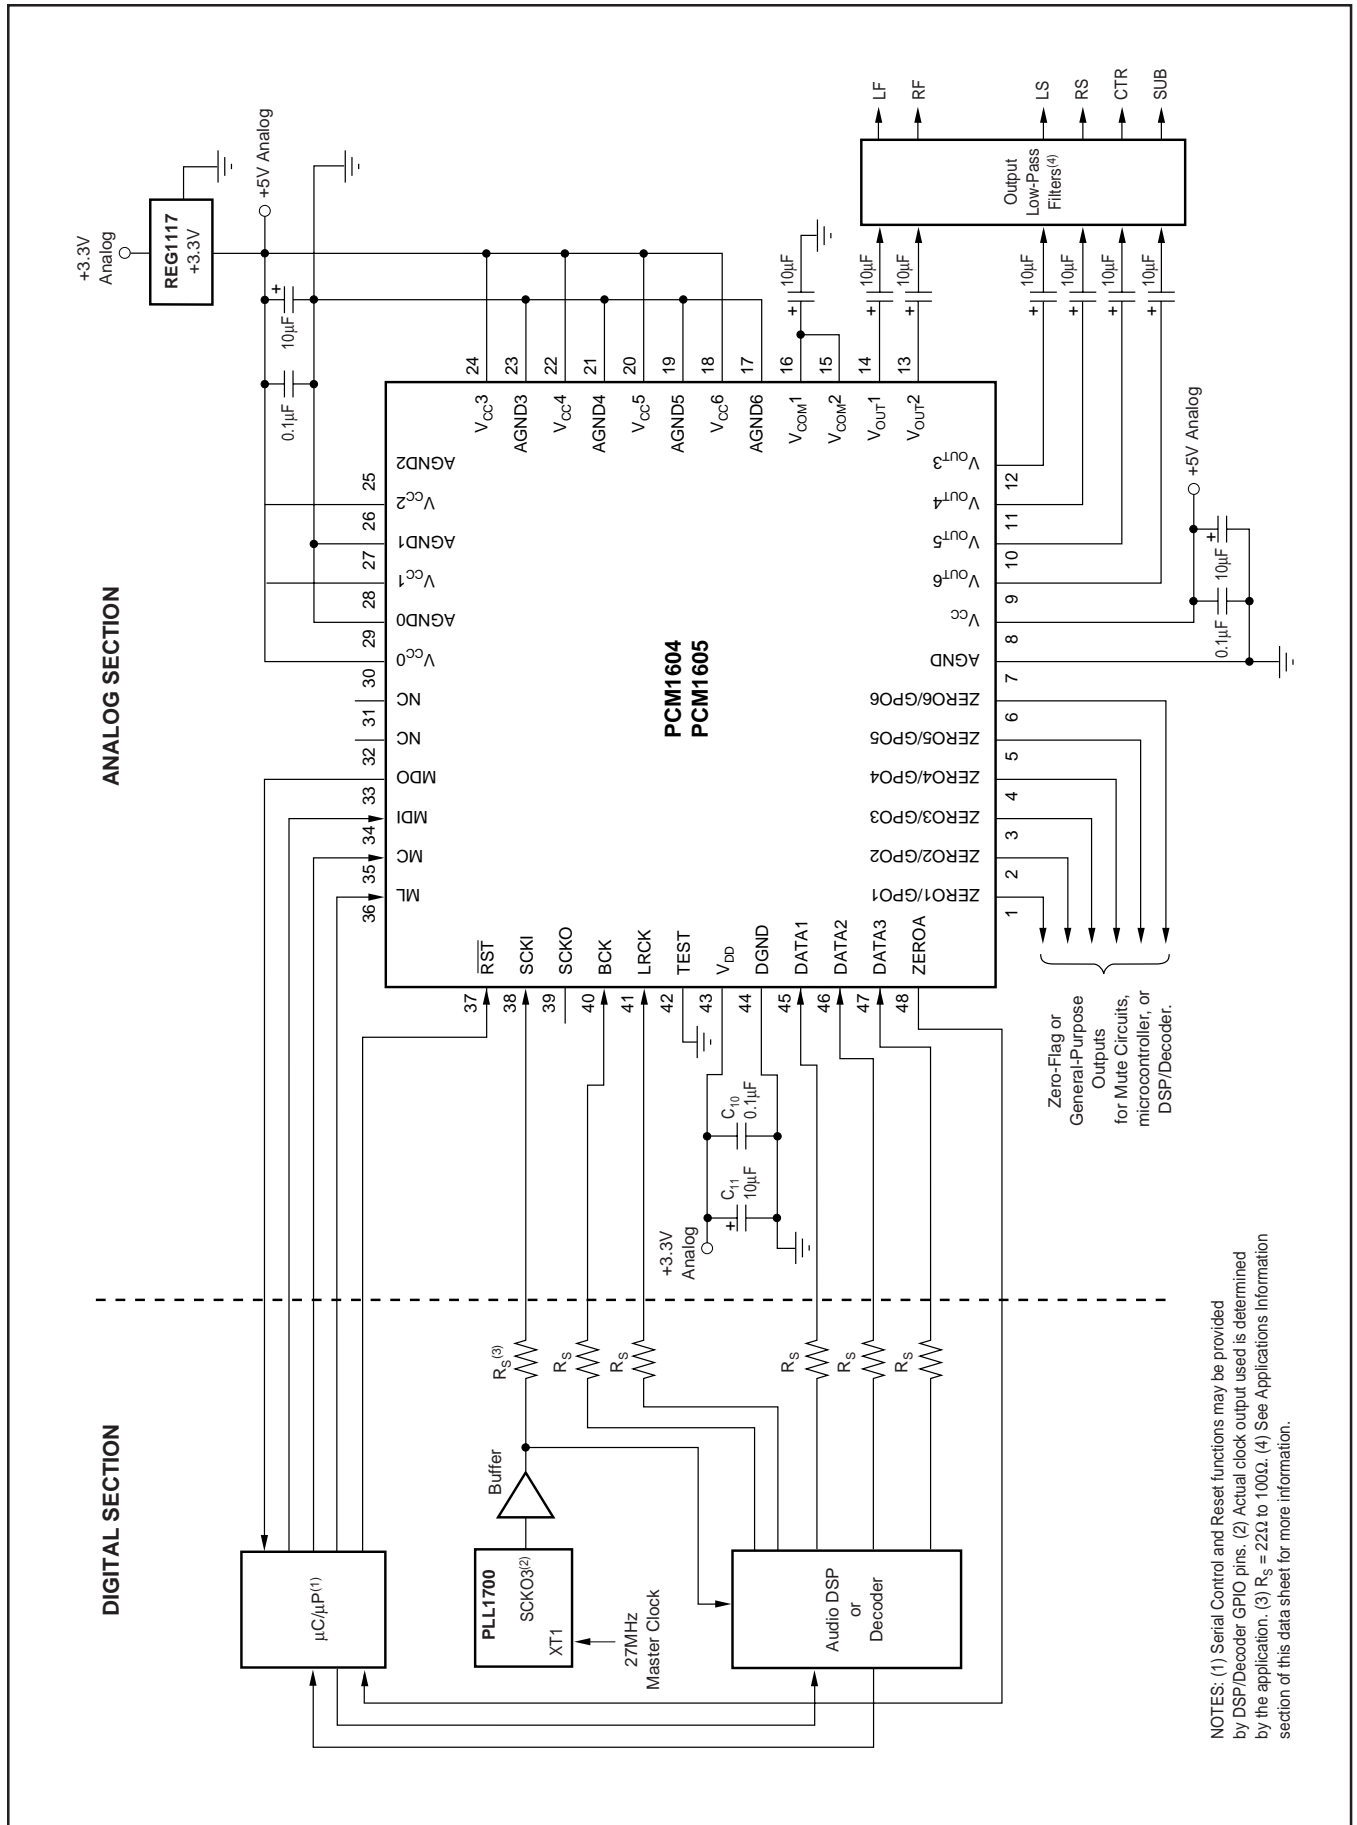 DIGITAL SECTION
ANALOG SECTION
µC/µP(1)
PLL1700
SCKO3(2)
XT1
27MHz
Master Clock
Buffer
Audio DSP
or
Decoder
RS(3)
RS
RS
RS
RS
RS
+3.3V
Analog
C11
10µF
C10
0.1µF
37
38
39
40
41
42
43
44
45
46
47
48
RST
SCKI
SCKO
BCK
LRCK
TEST
VDD
DGND
DATA1
DATA2
DATA3
ZEROA
36
35
34
33
32
31
30
29
28
27
26
25
ML
MC
MDI
MDO
NC
NC
VCC0
AGND0
VCC1
AGND1
VCC2
AGND2
PCM1604
PCM1605
ZERO1/GPO1
ZERO2/GPO2
ZERO3/GPO3
ZERO4/GPO4
ZERO5/GPO5
ZERO6/GPO6
AGND
VCC
VOUT6
VOUT5
VOUT4
VOUT3
1
2
3
4
5
6
7
8
9
10
11
12
VCC3
AGND3
VCC4
AGND4
VCC5
AGND5
VCC6
AGND6
VCOM1
VCOM2
VOUT1
VOUT2
24
23
22
21
20
19
18
17
16
15
14
13
0.1µF
10µF
+
+3.3V
Analog
REG1117
+3.3V
+5V Analog
+
10µF
+
10µF
+
10µF
+
10µF
+
10µF
+
10µF
+
10µF
Output
Low-Pass
Filters(4)
LF
RF
LS
RS
CTR
SUB
+5V Analog
0.1µF
10µF
+
+
Zero-Flag or
General-Purpose
Outputs
for Mute Circuits,
microcontroller, or
DSP/Decoder.
NOTES: (1) Serial Control and Reset functions may be provided
by DSP/Decoder GPIO pins. (2) Actual clock output used is determined
by the application. (3) RS = 22Ω to 100Ω. (4) See Applications Information
section of this data sheet for more information.